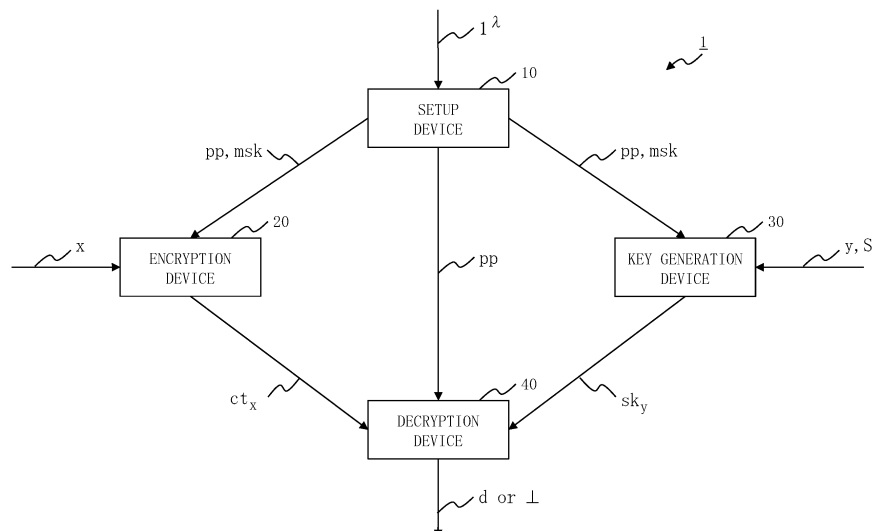 1^λ
1
10
SETUP
DEVICE
pp, msk
pp, msk
20
30
x
ENCRYPTION
DEVICE
pp
KEY GENERATION
DEVICE
y, S
ct_x
40
sk_y
DECRYPTION
DEVICE
d or ⊥